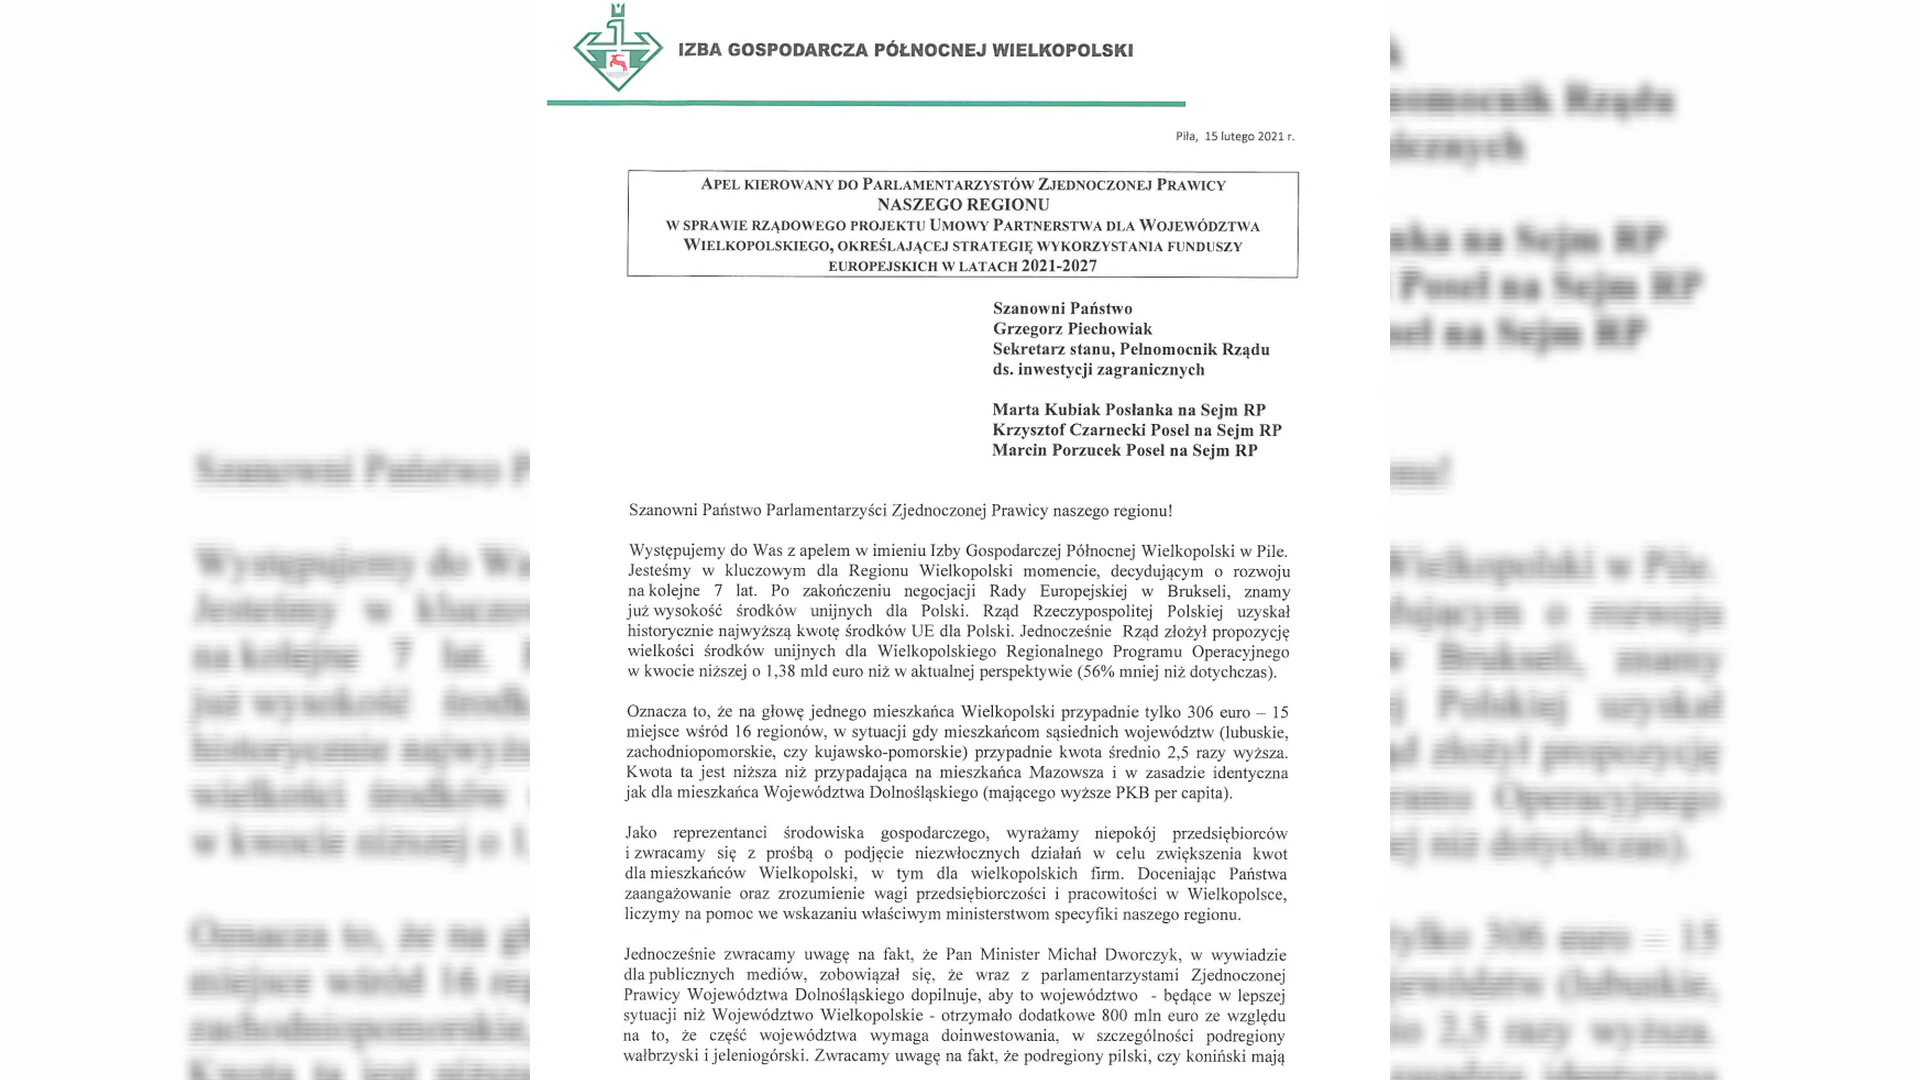 IZBA GOSPODARCZA PÓŁNOCNEJ WIELKOPOLSKI
Piła, 15 lutego 2021 r.
APEL KIEROWANY DO PARLAMENTARZYSTÓW ZJEDNOCZONEJ PRAWICY
NASZEGO REGIONU
W SPRAWIE RZĄDOWEGO PROJEKTU UMOWY PARTNERSTWA DLA WOJEWÓDZTWA
WIELKOPOLSKIEGO, OKREŚLAJĄCEJ STRATEGIĘ WYKORZYSTANIA FUNDUSZY
EUROPEJSKICH W LATACH 2021-2027
Szanowni Państwo
Grzegorz Piechowiak
Sekretarz stanu, Pełnomocnik Rządu
ds. inwestycji zagranicznych
Marta Kubiak Posłanka na Sejm RP
Krzysztof Czarnecki Poseł na Sejm RP
Marcin Porzucek Poseł na Sejm RP
Szanowni Państwo Parlamentarzyści Zjednoczonej Prawicy naszego regionu!
Występujemy do Was z apelem w imieniu Izby Gospodarczej Północnej Wielkopolski w Pile.
Jesteśmy w kluczowym dla Regionu Wielkopolski momencie, decydującym o rozwoju
na kolejne 7 lat. Po zakończeniu negocjacji Rady Europejskiej w Brukseli, znamy
już wysokość środków unijnych dla Polski. Rząd Rzeczypospolitej Polskiej uzyskał
historycznie najwyższą kwotę środków UE dla Polski. Jednocześnie Rząd złożył propozycję
wielkości środków unijnych dla Wielkopolskiego Regionalnego Programu Operacyjnego
w kwocie niższej o 1,38 mld euro niż w aktualnej perspektywie (56% mniej niż dotychczas).
Oznacza to, że na głowę jednego mieszkańca Wielkopolski przypadnie tylko 306 euro – 15
miejsce wśród 16 regionów, w sytuacji gdy mieszkańcom sąsiednich województw (lubuskie,
zachodniopomorskie, czy kujawsko-pomorskie) przypadnie kwota średnio 2,5 razy wyższa.
Kwota ta jest niższa niż przypadająca na mieszkańca Mazowsza i w zasadzie identyczna
jak dla mieszkańca Województwa Dolnośląskiego (mającego wyższe PKB per capita).
Jako reprezentanci środowiska gospodarczego, wyrażamy niepokój przedsiębiorców
i zwracamy się z prośbą o podjęcie niezwłocznych działań w celu zwiększenia kwot
dla mieszkańców Wielkopolski, w tym dla wielkopolskich firm. Doceniając Państwa
zaangażowanie oraz zrozumienie wagi przedsiębiorczości i pracowitości w Wielkopolsce,
liczymy na pomoc we wskazaniu właściwym ministerstwom specyfiki naszego regionu.
Jednocześnie zwracamy uwagę na fakt, że Pan Minister Michał Dworczyk, w wywiadzie
dla publicznych mediów, zobowiązał się, że wraz z parlamentarzystami Zjednoczonej
Prawicy Województwa Dolnośląskiego dopilnuje, aby to województwo - będące w lepszej
sytuacji niż Województwo Wielkopolskie - otrzymało dodatkowe 800 mln euro ze względu
na to, że część województwa wymaga doinwestowania, w szczególności podregiony
wałbrzyski i jeleniogórski. Zwracamy uwagę na fakt, że podregiony pilski, czy koniński mają